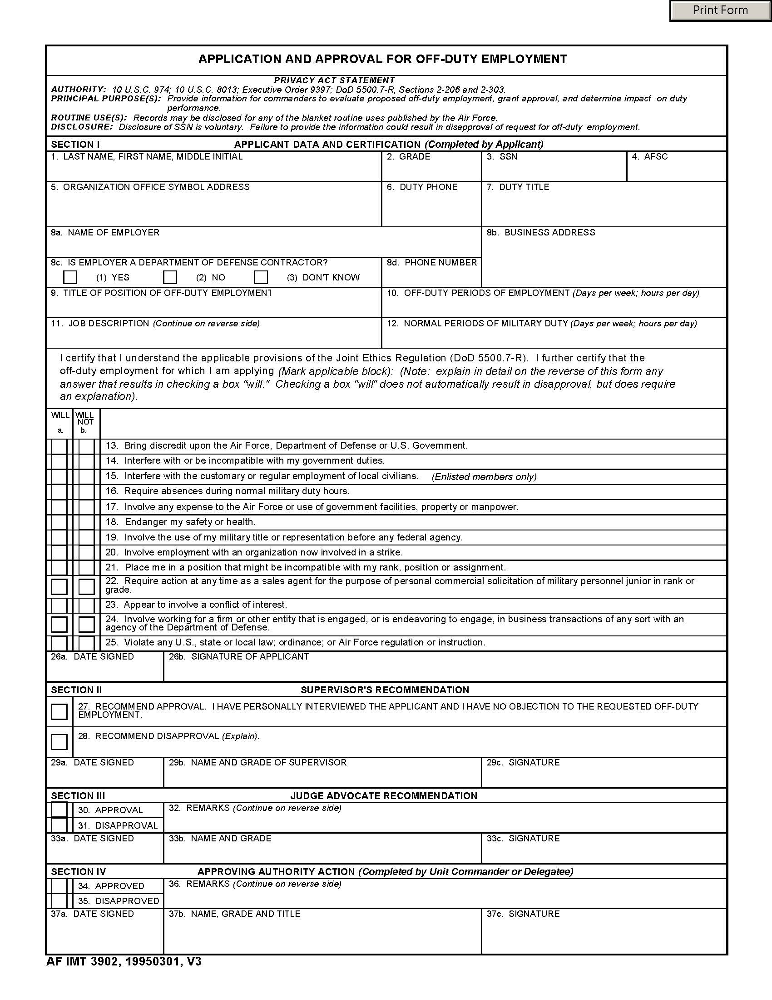 Print Form
APPLICATION AND APPROVAL FOR OFF-DUTY EMPLOYMENT
PRIVACY ACT STATEMENT
AUTHORITY: 10 U.S.C. 974; 10 U.S.C. 8013; Executive Order 9397; DoD 5500.7-R, Sections 2-206 and 2-303.
PRINCIPAL PURPOSE(S): Provide information for commanders to evaluate proposed off-duty employment, grant approval, and determine impact on duty
performance.
ROUTINE USE(S): Records may be disclosed for any of the blanket routine uses published by the Air Force.
DISCLOSURE: Disclosure of SSN is voluntary. Failure to provide the information could result in disapproval of request for off-duty employment.
SECTION I APPLICANT DATA AND CERTIFICATION (Completed by Applicant)
1. LAST NAME, FIRST NAME, MIDDLE INITIAL 2. GRADE 3. SSN 4. AFSC
5. ORGANIZATION OFFICE SYMBOL ADDRESS 6. DUTY PHONE 7. DUTY TITLE
8a. NAME OF EMPLOYER 8b. BUSINESS ADDRESS
8c. IS EMPLOYER A DEPARTMENT OF DEFENSE CONTRACTOR? 8d. PHONE NUMBER
(1) YES (2) NO (3) DON'T KNOW
9. TITLE OF POSITION OF OFF-DUTY EMPLOYMENT 10. OFF-DUTY PERIODS OF EMPLOYMENT (Days per week; hours per day)
11. JOB DESCRIPTION (Continue on reverse side) 12. NORMAL PERIODS OF MILITARY DUTY (Days per week; hours per day)
I certify that I understand the applicable provisions of the Joint Ethics Regulation (DoD 5500.7-R). I further certify that the
off-duty employment for which I am applying (Mark applicable block): (Note: explain in detail on the reverse of this form any
answer that results in checking a box "will." Checking a box "will" does not automatically result in disapproval, but does require
an explanation).
WILL WILL
NOT
a. b.
13. Bring discredit upon the Air Force, Department of Defense or U.S. Government.
14. Interfere with or be incompatible with my government duties.
15. Interfere with the customary or regular employment of local civilians. (Enlisted members only)
16. Require absences during normal military duty hours.
17. Involve any expense to the Air Force or use of government facilities, property or manpower.
18. Endanger my safety or health.
19. Involve the use of my military title or representation before any federal agency.
20. Involve employment with an organization now involved in a strike.
21. Place me in a position that might be incompatible with my rank, position or assignment.
22. Require action at any time as a sales agent for the purpose of personal commercial solicitation of military personnel junior in rank or
grade.
23. Appear to involve a conflict of interest.
24. Involve working for a firm or other entity that is engaged, or is endeavoring to engage, in business transactions of any sort with an
agency of the Department of Defense.
25. Violate any U.S., state or local law; ordinance; or Air Force regulation or instruction.
26a. DATE SIGNED 26b. SIGNATURE OF APPLICANT
SECTION II SUPERVISOR'S RECOMMENDATION
27. RECOMMEND APPROVAL. I HAVE PERSONALLY INTERVIEWED THE APPLICANT AND I HAVE NO OBJECTION TO THE REQUESTED OFF-DUTY
EMPLOYMENT.
28. RECOMMEND DISAPPROVAL (Explain).
29a. DATE SIGNED 29b. NAME AND GRADE OF SUPERVISOR 29c. SIGNATURE
SECTION III JUDGE ADVOCATE RECOMMENDATION
30. APPROVAL 32. REMARKS (Continue on reverse side)
31. DISAPPROVAL
33a. DATE SIGNED 33b. NAME AND GRADE 33c. SIGNATURE
SECTION IV APPROVING AUTHORITY ACTION (Completed by Unit Commander or Delegatee)
34. APPROVED 36. REMARKS (Continue on reverse side)
35. DISAPPROVED
37a. DATE SIGNED 37b. NAME, GRADE AND TITLE 37c. SIGNATURE
AF IMT 3902, 19950301, V3